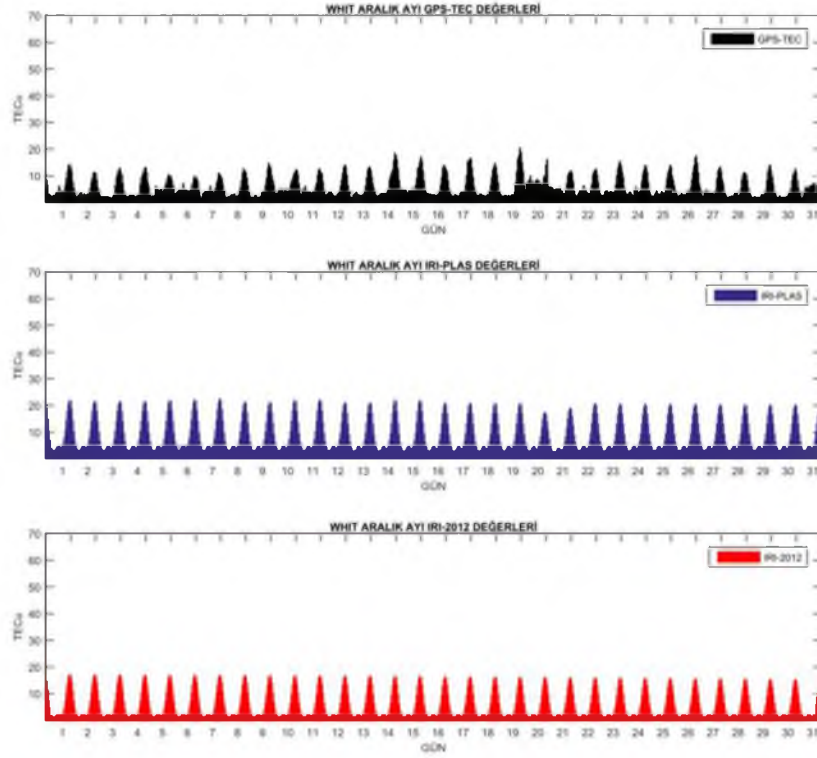 WHIT ARALIK AYI GPS-TEC DEĞERLERİ
70
60
50
40
30
20
10
TECu
GPS-TEC
1 2 3 4 5 6 7 8 9 10 11 12 13 14 15 16 17 18 19 20 21 22 23 24 25 26 27 28 29 30 31
GÜN
WHIT ARALIK AYI IRI-PLAS DEĞERLERİ
70
60
50
40
30
20
10
TECu
IRI-PLAS
1 2 3 4 5 6 7 8 9 10 11 12 13 14 15 16 17 18 19 20 21 22 23 24 25 26 27 28 29 30 31
GÜN
WHIT ARALIK AYI IRI-2012 DEĞERLERİ
70
60
50
40
30
20
10
TECu
IRI-2012
1 2 3 4 5 6 7 8 9 10 11 12 13 14 15 16 17 18 19 20 21 22 23 24 25 26 27 28 29 30 31
GÜN